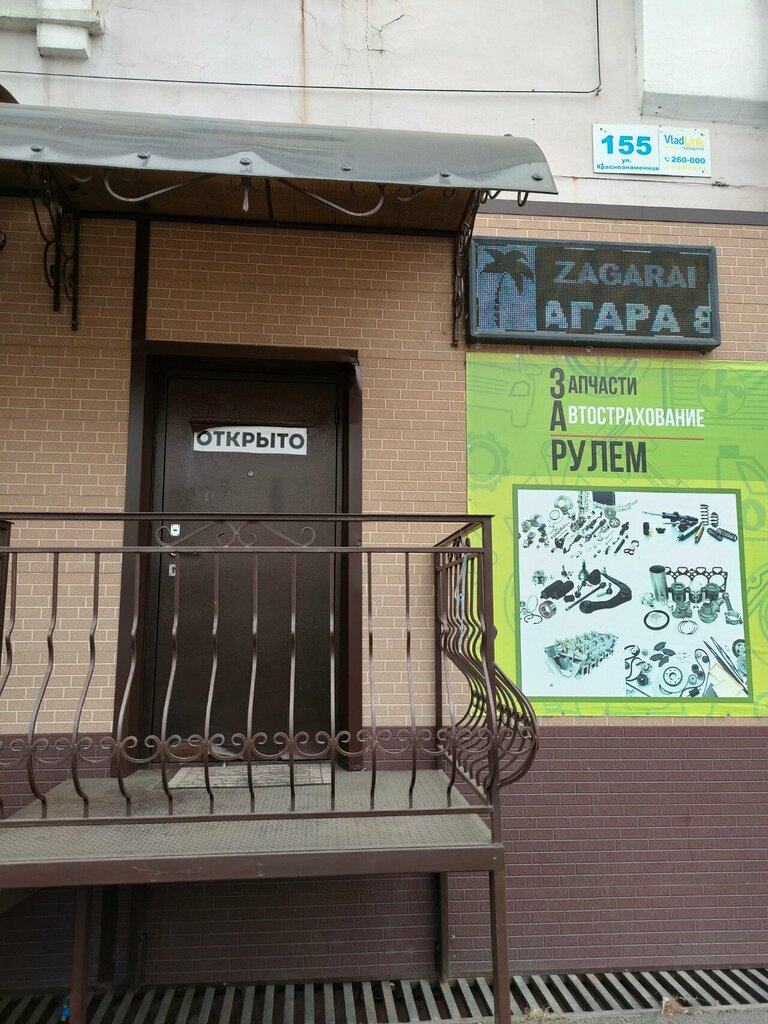 155
ул.
Краснознаменная
VladLink
260-000
ZAGARAI
АГАРА 8
ЗАПЧАСТИ
АВТОСТРАХОВАНИЕ
РУЛЕМ
ОТКРЫТО